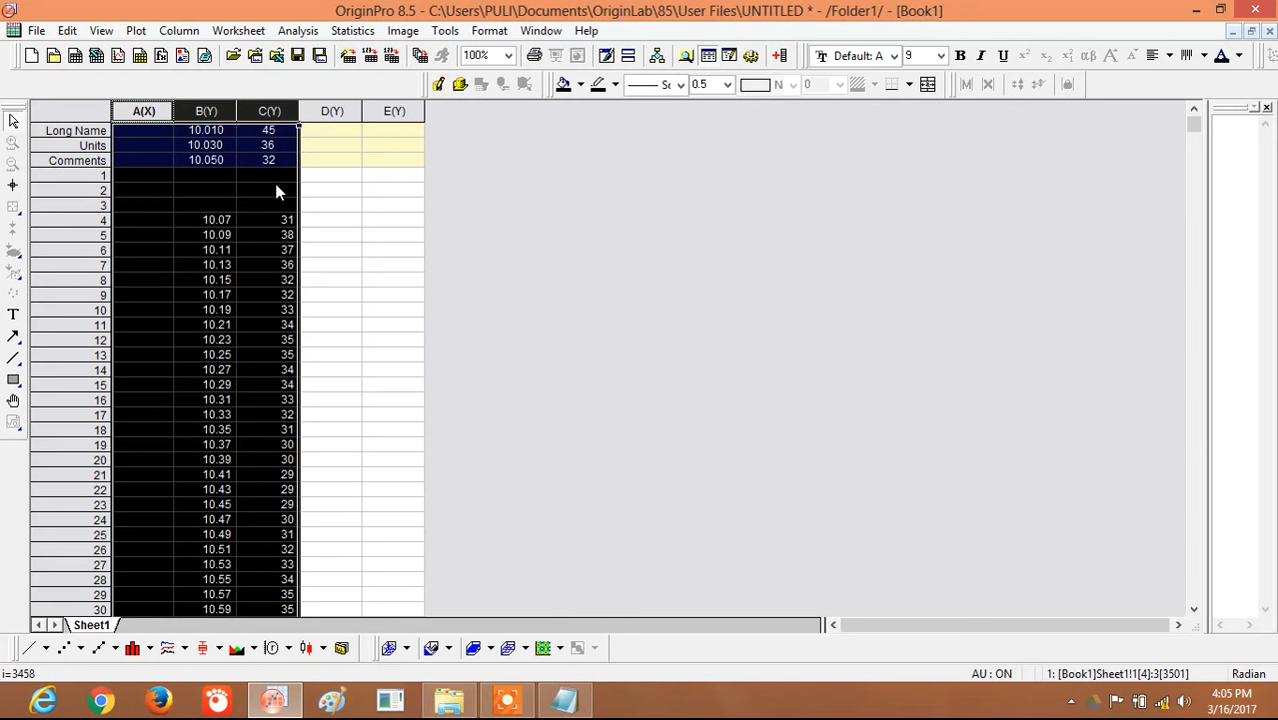 OriginPro 8.5 - C:\Users\PULI\Documents\OriginLab\85\User Files\UNTITLED * - /Folder1/ - [Book1]
File Edit View Plot Column Worksheet Analysis Statistics Image Tools Format Window Help
100% Default: A 9
0.5 N 0
A(X) B(Y) C(Y) D(Y) E(Y)
Long Name 10.010 45
Units 10.030 36
Comments 10.050 32
1
2
3
4 10.07 31
5 10.09 38
6 10.11 37
7 10.13 36
8 10.15 32
9 10.17 32
10 10.19 33
11 10.21 34
12 10.23 35
13 10.25 35
14 10.27 34
15 10.29 34
16 10.31 33
17 10.33 32
18 10.35 31
19 10.37 30
20 10.39 30
21 10.41 29
22 10.43 29
23 10.45 29
24 10.47 30
25 10.49 31
26 10.51 32
27 10.53 33
28 10.55 34
29 10.57 35
30 10.59 35
Sheet1
i=3458 AU : ON 1: [Book1]Sheet1!1[4]:3[3501] Radian
4:05 PM
3/16/2017